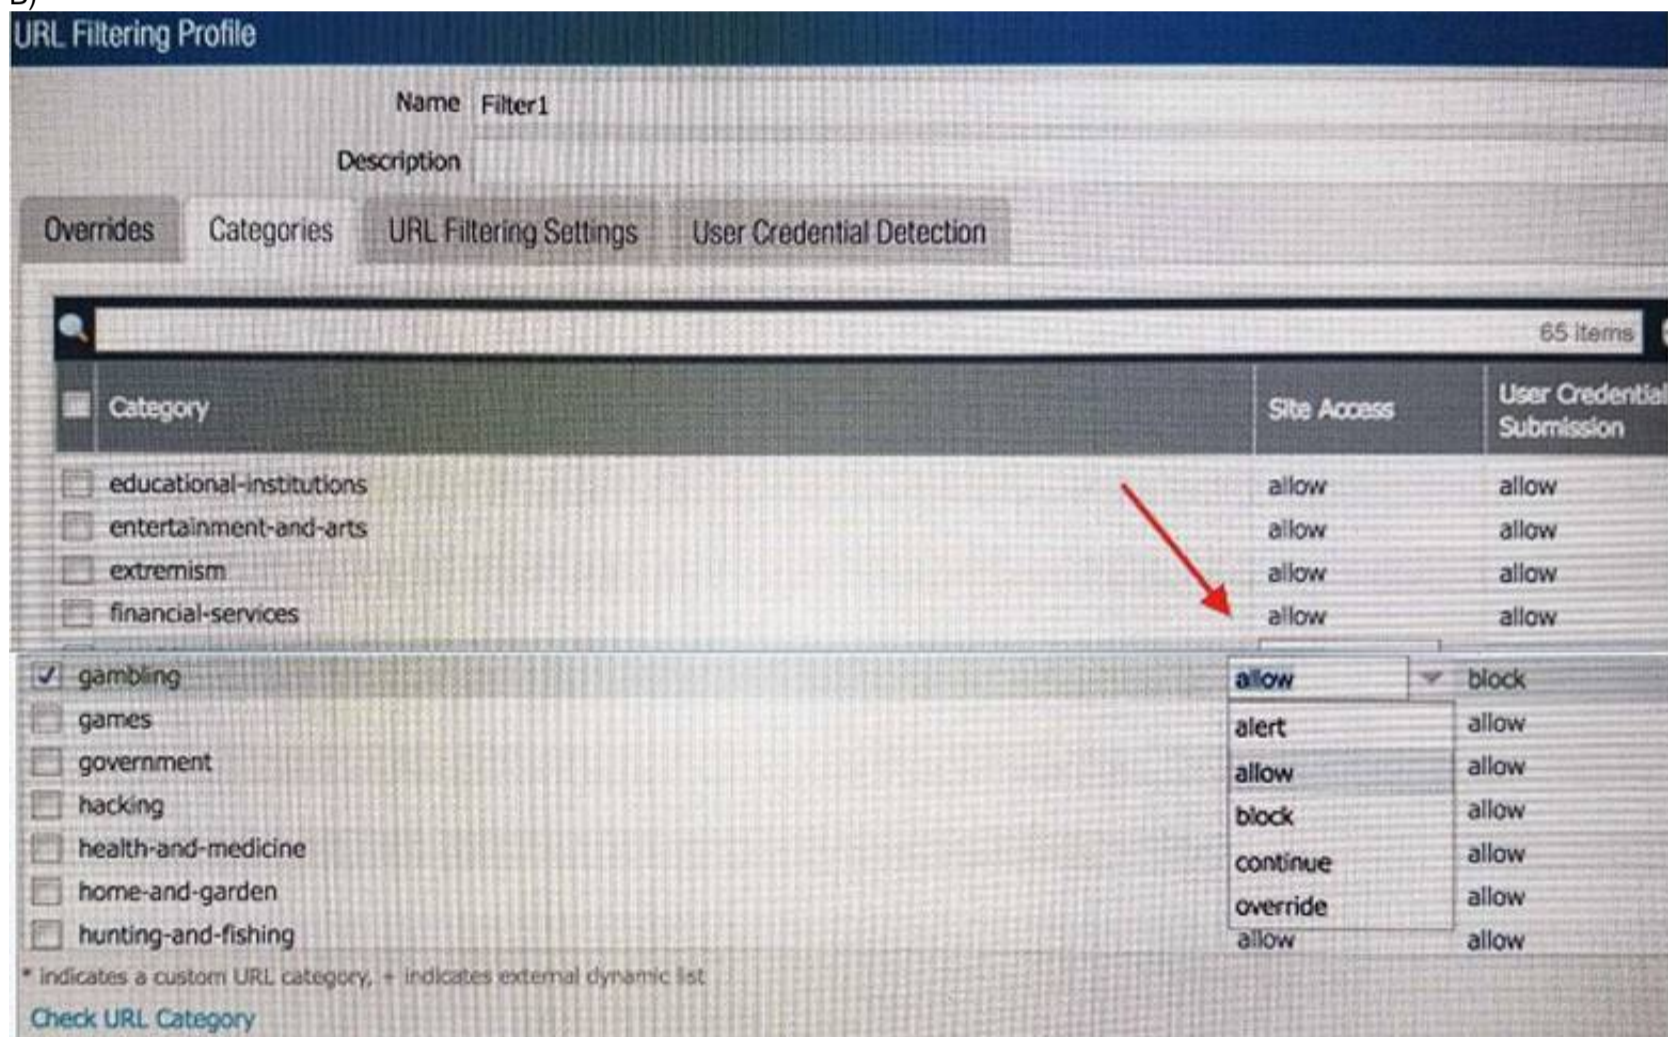 B)
URL Filtering Profile
Name Filter1
Description
Overrides Categories URL Filtering Settings User Credential Detection
65 items
Category Site Access User Credential Submission
educational-institutions allow allow
entertainment-and-arts allow allow
extremism allow allow
financial-services allow allow
gambling allow block
games alert allow
government allow allow
hacking block allow
health-and-medicine continue allow
home-and-garden override allow
hunting-and-fishing allow allow
* indicates a custom URL category, + indicates external dynamic list
Check URL Category